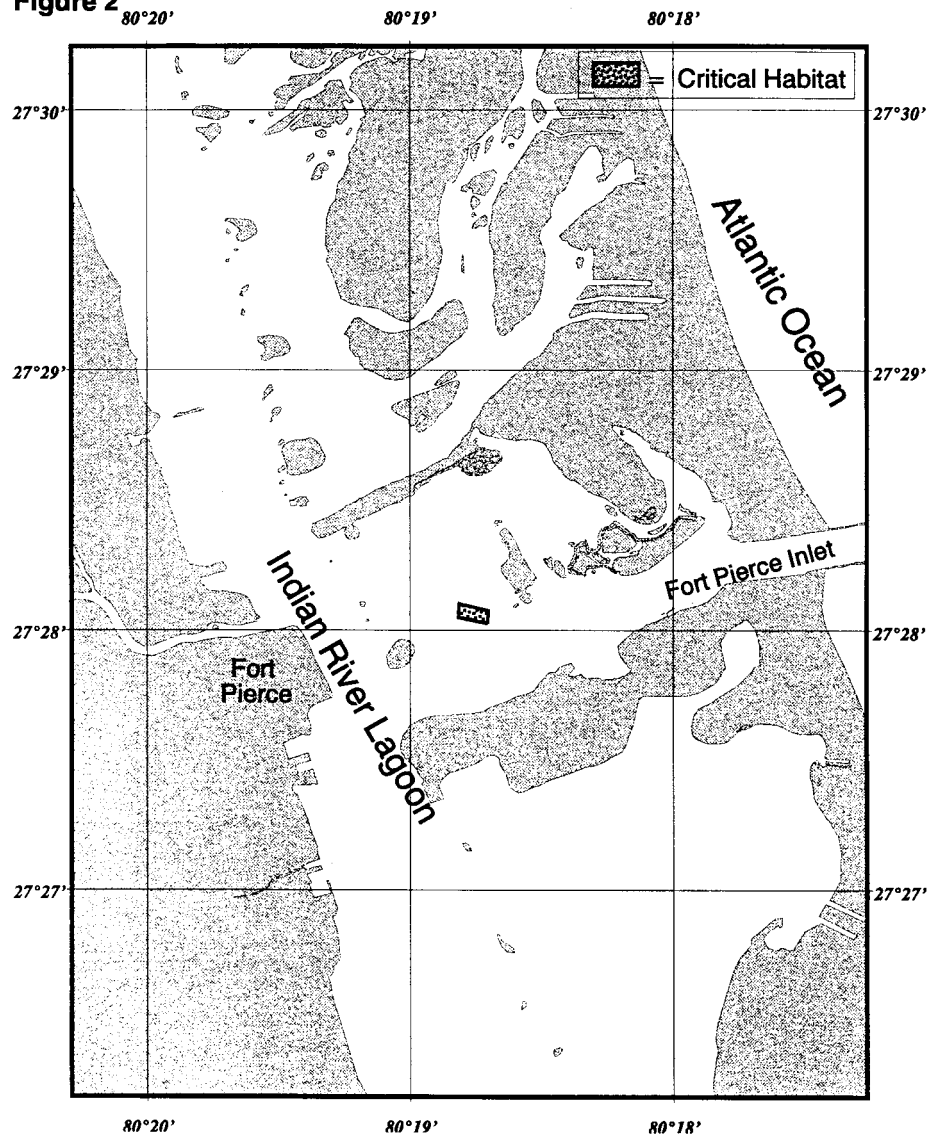 Figure 2
80°20' 80°19' 80°18'
= Critical Habitat
27°30' 27°30'
Atlantic Ocean
27°29' 27°29'
Fort Pierce Inlet
Indian River Lagoon
27°28' 27°28'
Fort
Pierce
27°27' 27°27'
80°20' 80°19' 80°18'